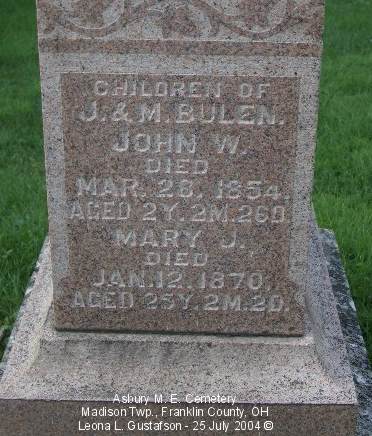 CHILDREN OF
J. & M. BULEN.
JOHN W.
DIED
MAR. 28, 1854.
AGED 2Y. 2M. 26D.
MARY J.
DIED
JAN. 12. 1870.
AGED 25Y. 2M. 2D.
Asbury M. E. Cemetery
Madison Twp., Franklin County, OH
Leona L. Gustafson - 25 July 2004 ©